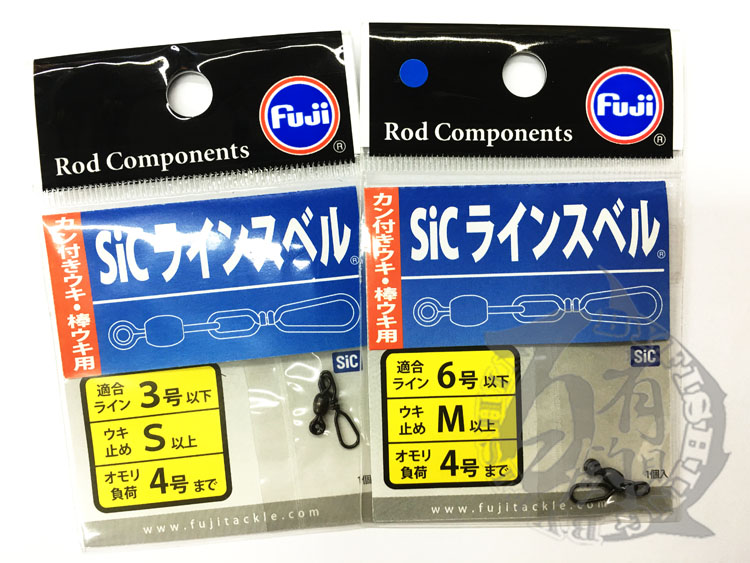 Rod Components
Fuji
®
カン付きウキ・棒ウキ用
SiC ラインスベル®
SiC
適合ライン 3号以下
ウキ止め S以上
オモリ負荷 4号まで
www.fujitackle.com
Rod Components
Fuji
®
カン付きウキ・棒ウキ用
SiC ラインスベル®
SiC
適合ライン 6号以下
ウキ止め M以上
オモリ負荷 4号まで
1個入
www.fujitackle.com